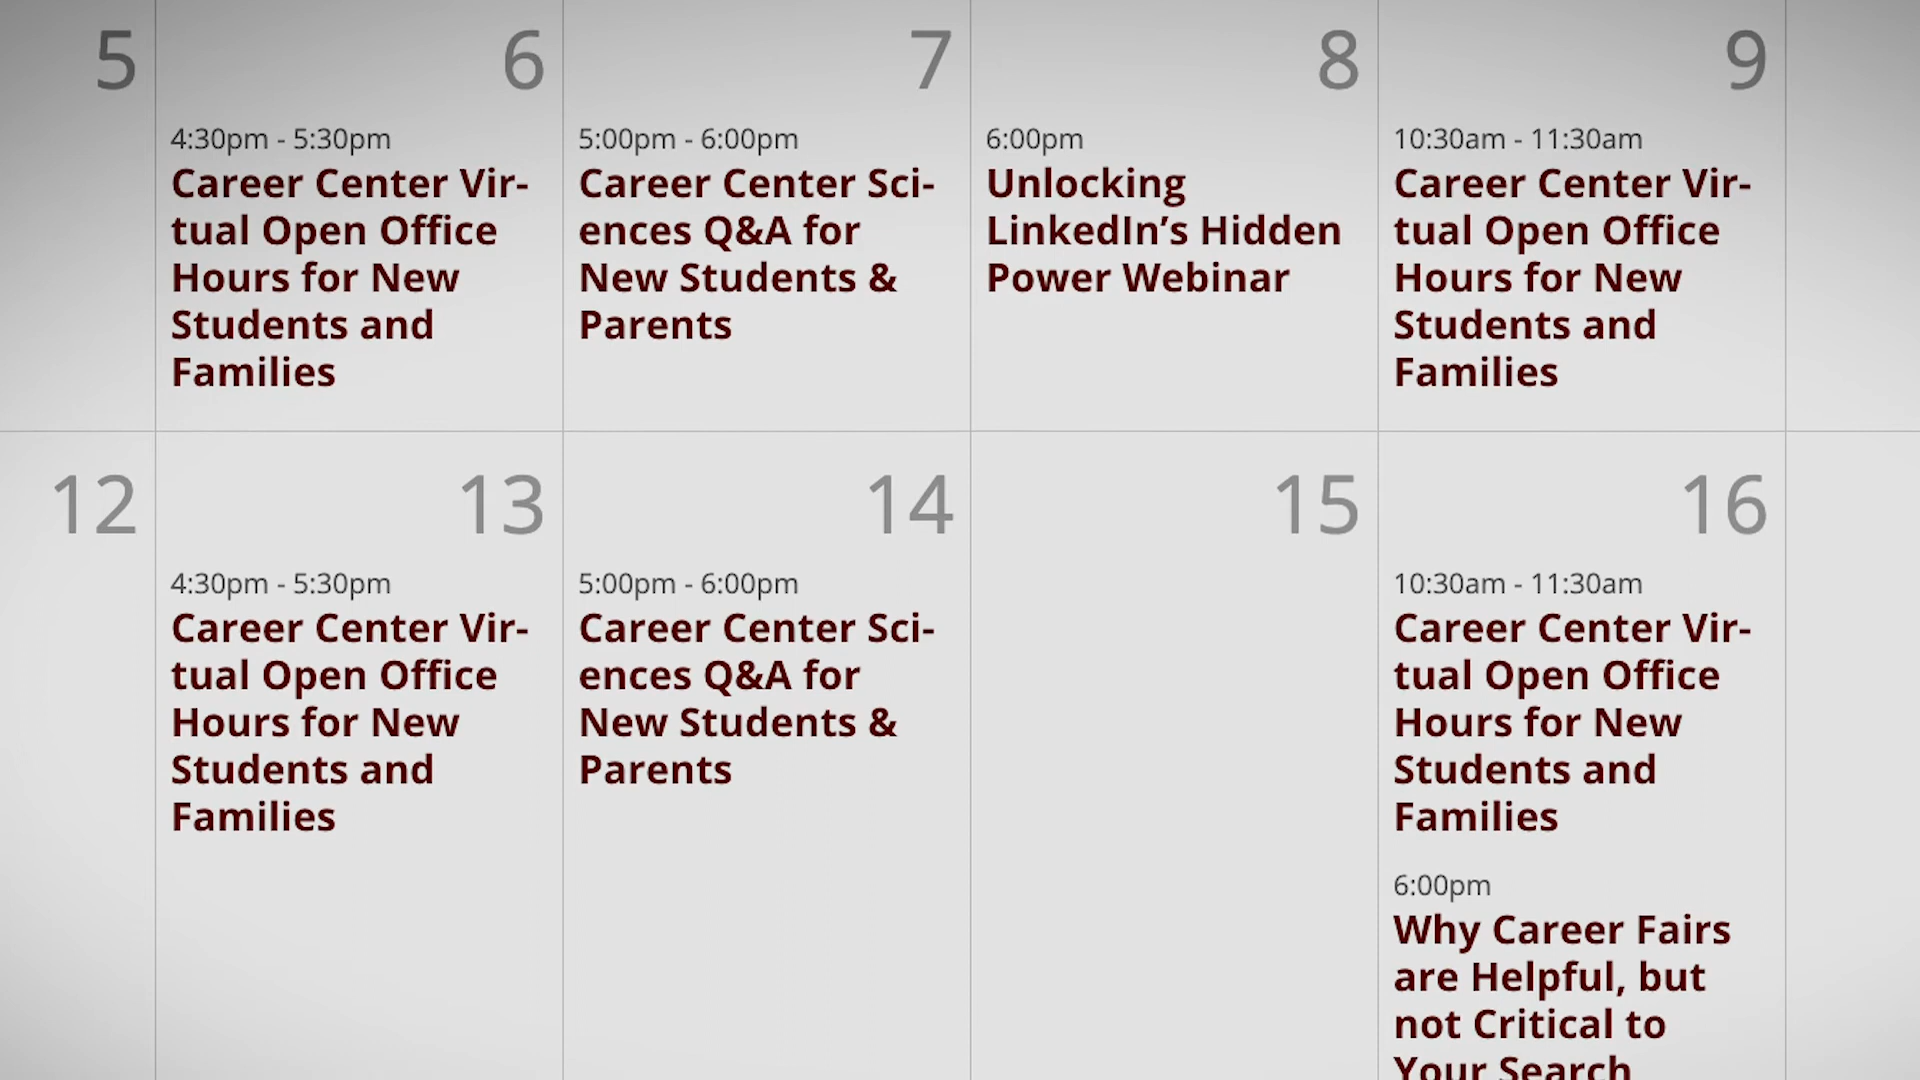 5
6
4:30pm - 5:30pm
Career Center Vir-
tual Open Office
Hours for New
Students and
Families
7
5:00pm - 6:00pm
Career Center Sci-
ences Q&A for
New Students &
Parents
8
6:00pm
Unlocking
LinkedIn’s Hidden
Power Webinar
9
10:30am - 11:30am
Career Center Vir-
tual Open Office
Hours for New
Students and
Families
12
13
4:30pm - 5:30pm
Career Center Vir-
tual Open Office
Hours for New
Students and
Families
14
5:00pm - 6:00pm
Career Center Sci-
ences Q&A for
New Students &
Parents
15
16
10:30am - 11:30am
Career Center Vir-
tual Open Office
Hours for New
Students and
Families
6:00pm
Why Career Fairs
are Helpful, but
not Critical to
Your Search